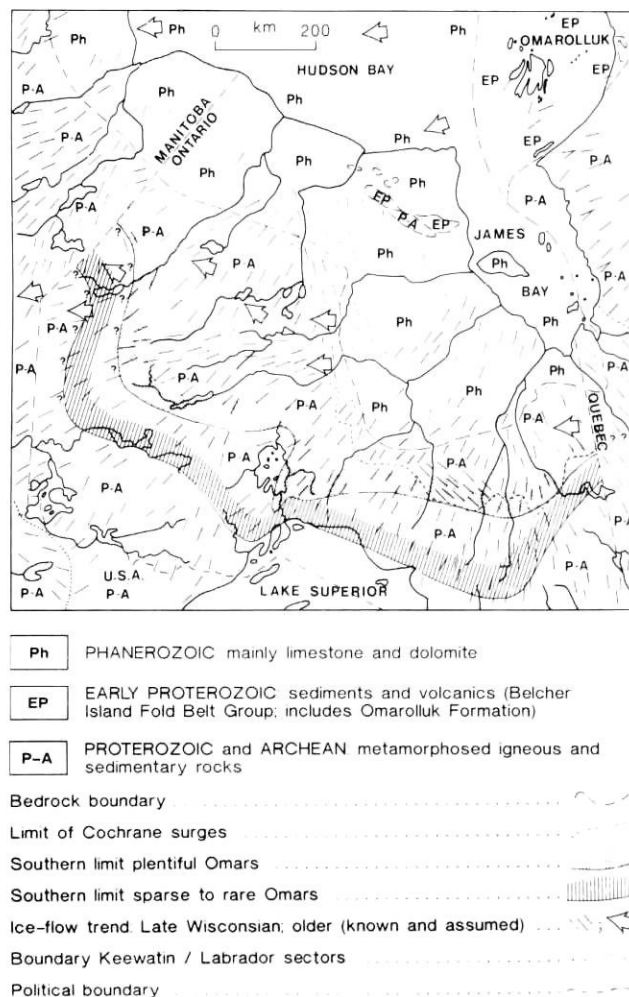 Ph
km
0 200
Ph
EP
OMAROLLUK
HUDSON BAY
P-A
Ph
MANITOBA
ONTARIO
Ph
EP
EP
Ph
Ph
EP
P-A
Ph
Ph
P-A
Ph
EP
P A
EP
P-A
P-A
P-A
JAMES
Ph
Ph
BAY
P-A
P-A
Ph
Ph
P-A
P-A
Ph
Ph
P-A
QUEBEC
P-A
P-A
P-A
P-A
P-A
P-A
U.S.A.
P-A
P-A
LAKE SUPERIOR
Ph PHANEROZOIC mainly limestone and dolomite
EP EARLY PROTEROZOIC sediments and volcanics (Belcher
Island Fold Belt Group; includes Omarolluk Formation)
P-A PROTEROZOIC and ARCHEAN metamorphosed igneous and
sedimentary rocks
Bedrock boundary
Limit of Cochrane surges
Southern limit plentiful Omars
Southern limit sparse to rare Omars
Ice-flow trend: Late Wisconsian; older (known and assumed)
Boundary Keewatin / Labrador sectors
Political boundary